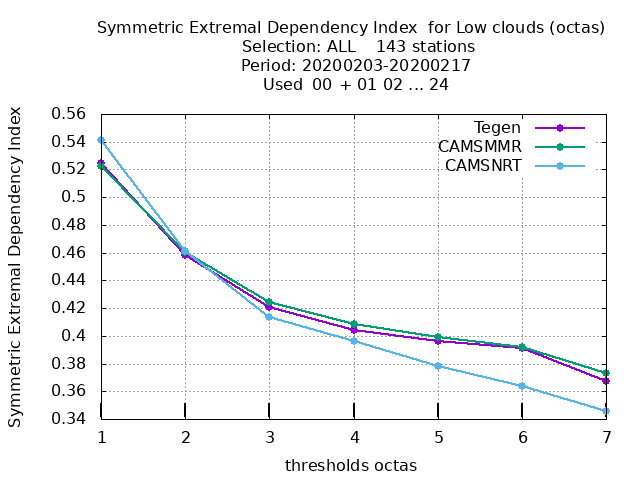 Symmetric Extremal Dependency Index  for Low clouds (octas)
Selection: ALL    143 stations
Period: 20200203-20200217
Used  00 + 01 02 ... 24
Symmetric Extremal Dependency Index
0.56
0.54
0.52
0.5
0.48
0.46
0.44
0.42
0.4
0.38
0.36
0.34
Tegen
CAMSMMR
CAMSNRT
1 2 3 4 5 6 7
thresholds octas